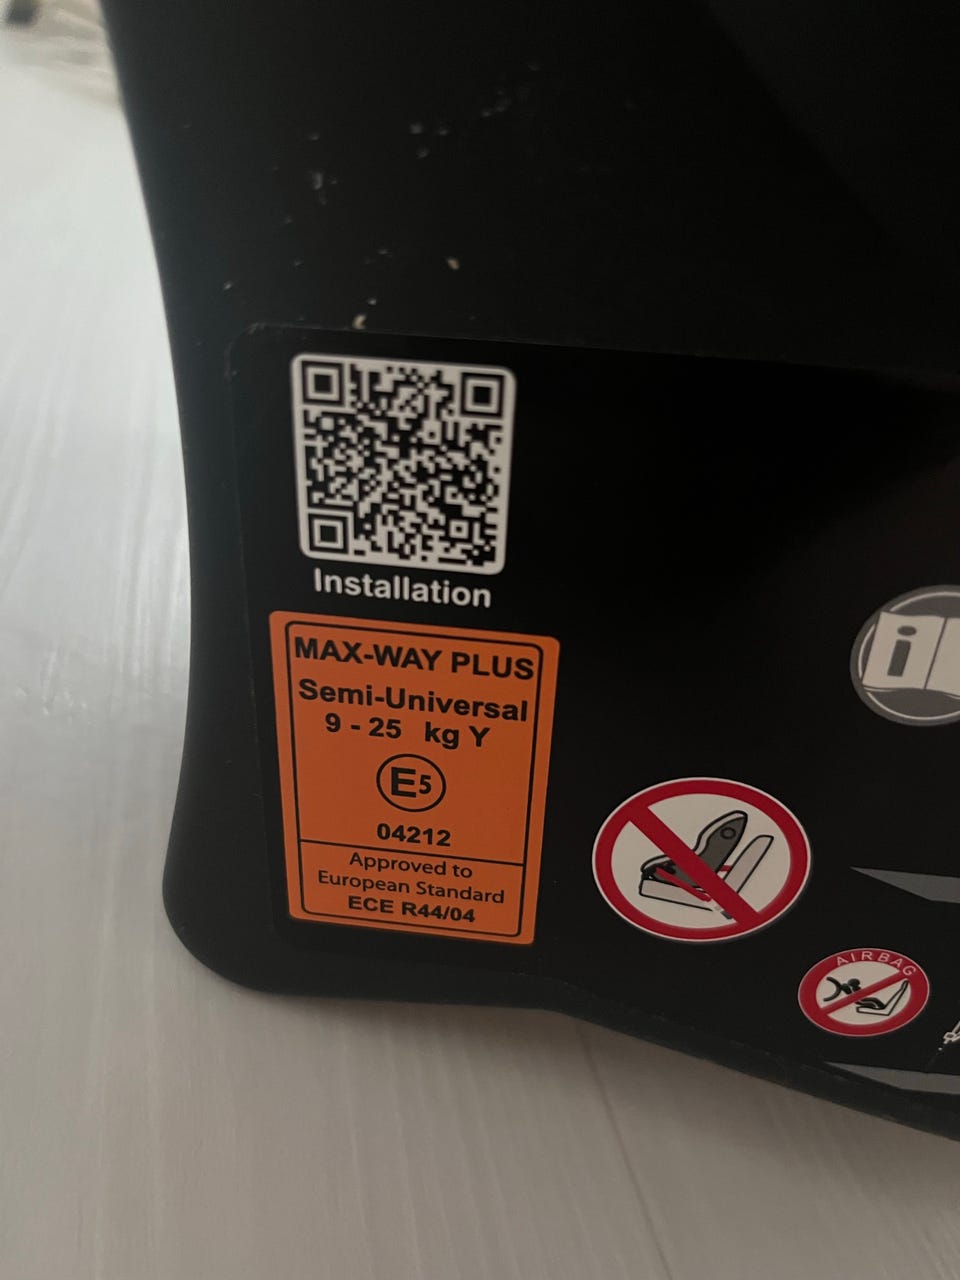 Installation
MAX-WAY PLUS
Semi-Universal
9 - 25 kg Y
E5
04212
Approved to
European Standard
ECE R44/04
i
AIRBAG